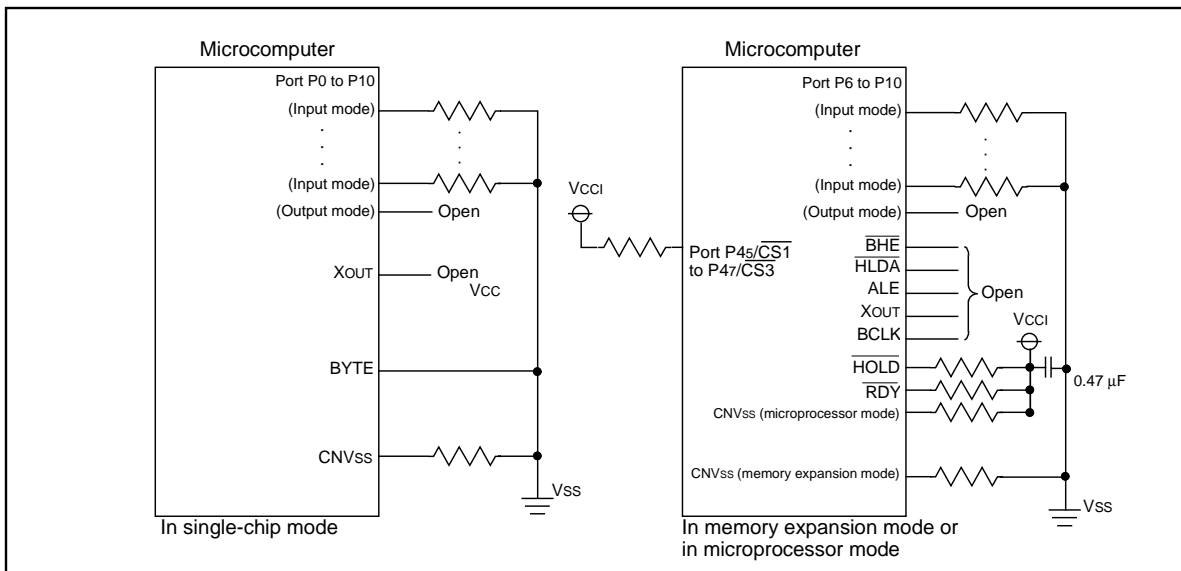 Microcomputer
Port P0 to P10
(Input mode)
(Input mode)
(Output mode)
Open
XOUT
Open
VCC
BYTE
CNVSS
VSS
In single-chip mode
Microcomputer
Port P6 to P10
(Input mode)
(Input mode)
(Output mode)
Open
VCCI
Port P45/CS1
to P47/CS3
BHE
HLDA
ALE
XOUT
BCLK
Open
VCCI
HOLD
RDY
0.47 μF
CNVSS (microprocessor mode)
CNVSS (memory expansion mode)
VSS
In memory expansion mode or
in microprocessor mode